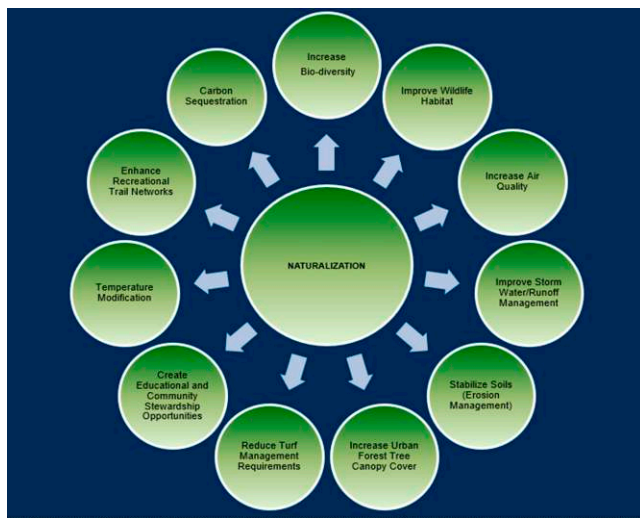 Increase
Bio-diversity
Improve Wildlife
Habitat
Increase Air
Quality
Improve Storm
Water/Runoff
Management
Stabilize Soils
(Erosion
Management)
Increase Urban
Forest Tree
Canopy Cover
Reduce Turf
Management
Requirements
Create
Educational and
Community
Stewardship
Opportunities
Temperature
Modification
Enhance
Recreational
Trail Networks
Carbon
Sequestration
NATURALIZATION